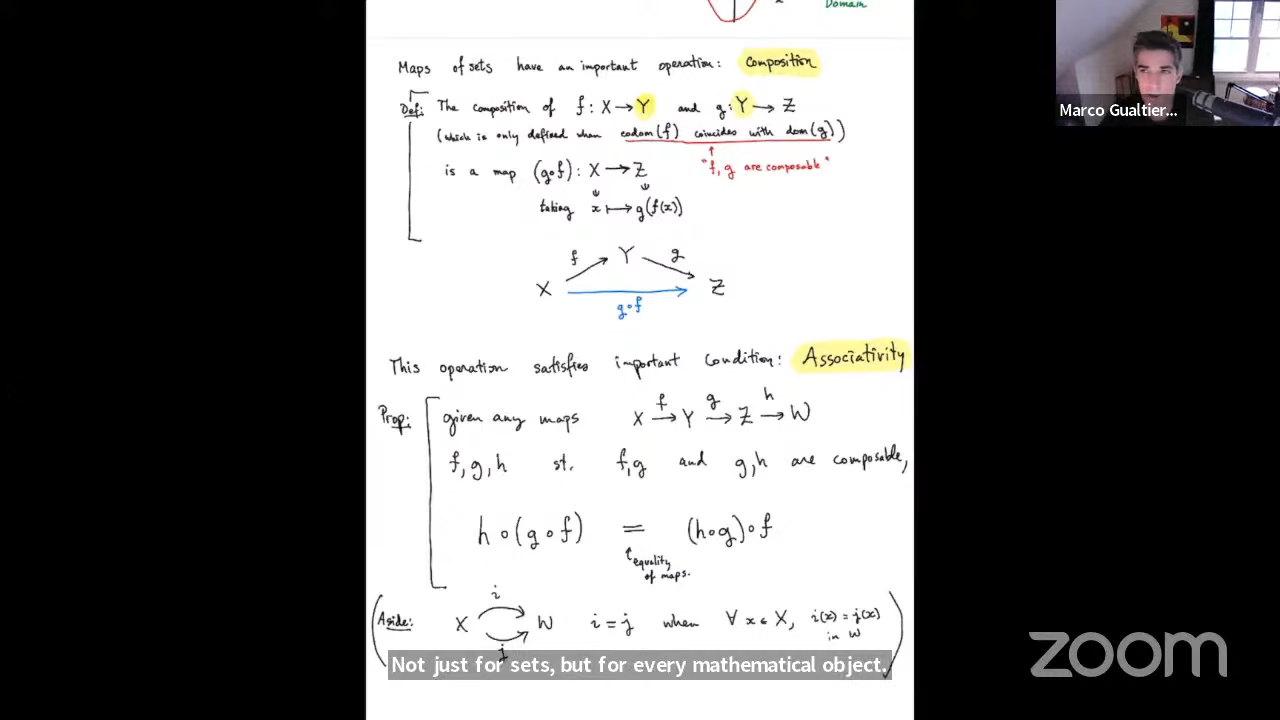 x
Domain
Marco Gualtier...
Maps of sets have an important operation: Composition
Def: The composition of f: X → Y and g: Y → Z
(which is only defined when codom(f) coincides with dom(g))
"f, g are composable"
is a map (g∘f): X → Z
taking x ↦ g(f(x))
f Y g
X Z
g∘f
This operation satisfies important condition: Associativity
f g h
Prop: given any maps X → Y → Z → W
f, g, h st. f, g and g, h are composable,
h∘(g∘f) = (h∘g)∘f
equality
of maps.
i
(Aside: X W i = j when ∀ x ∈ X, i(x) = j(x)
in W)
j
Not just for sets, but for every mathematical object.
zoom